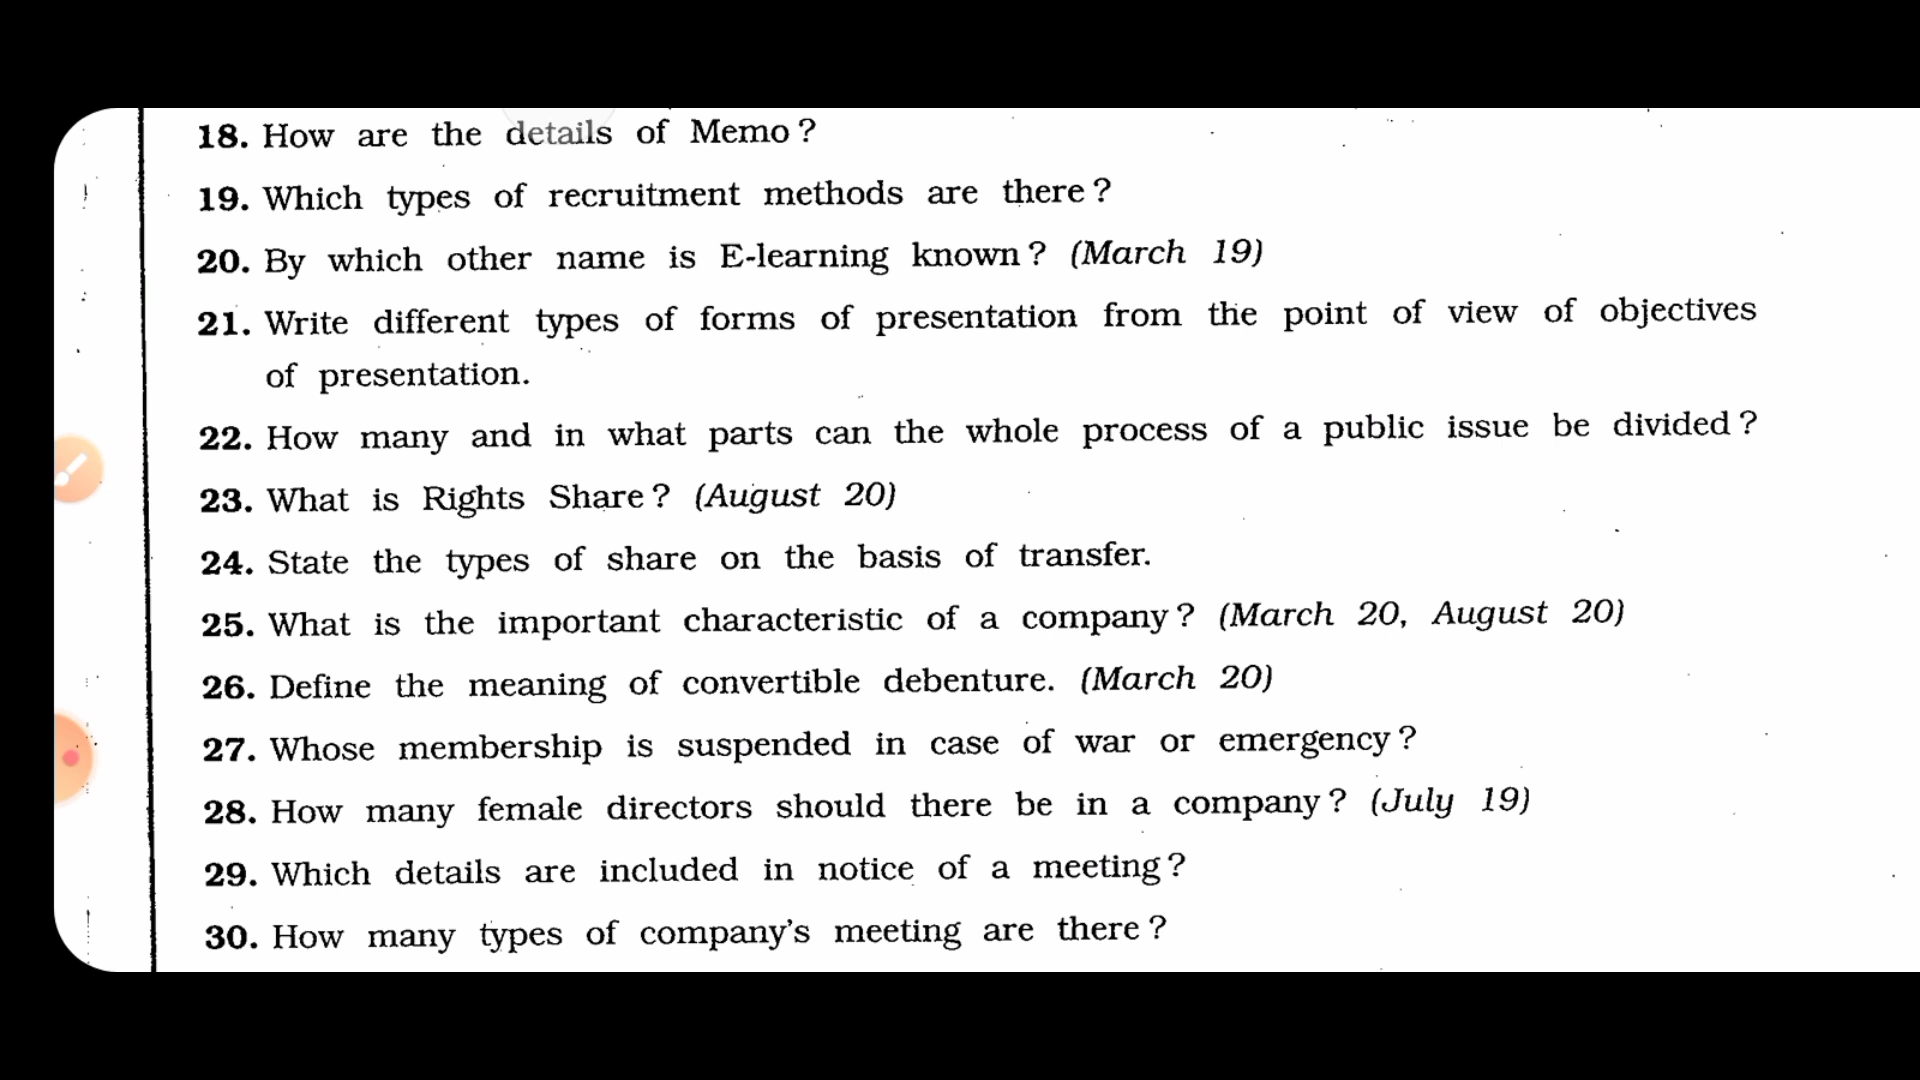 18. How are the details of Memo ?
19. Which types of recruitment methods are there ?
20. By which other name is E-learning known ? (March 19)
21. Write different types of forms of presentation from the point of view of objectives
of presentation.
22. How many and in what parts can the whole process of a public issue be divided ?
23. What is Rights Share ? (August 20)
24. State the types of share on the basis of transfer.
25. What is the important characteristic of a company ? (March 20, August 20)
26. Define the meaning of convertible debenture. (March 20)
27. Whose membership is suspended in case of war or emergency ?
28. How many female directors should there be in a company ? (July 19)
29. Which details are included in notice of a meeting ?
30. How many types of company's meeting are there ?